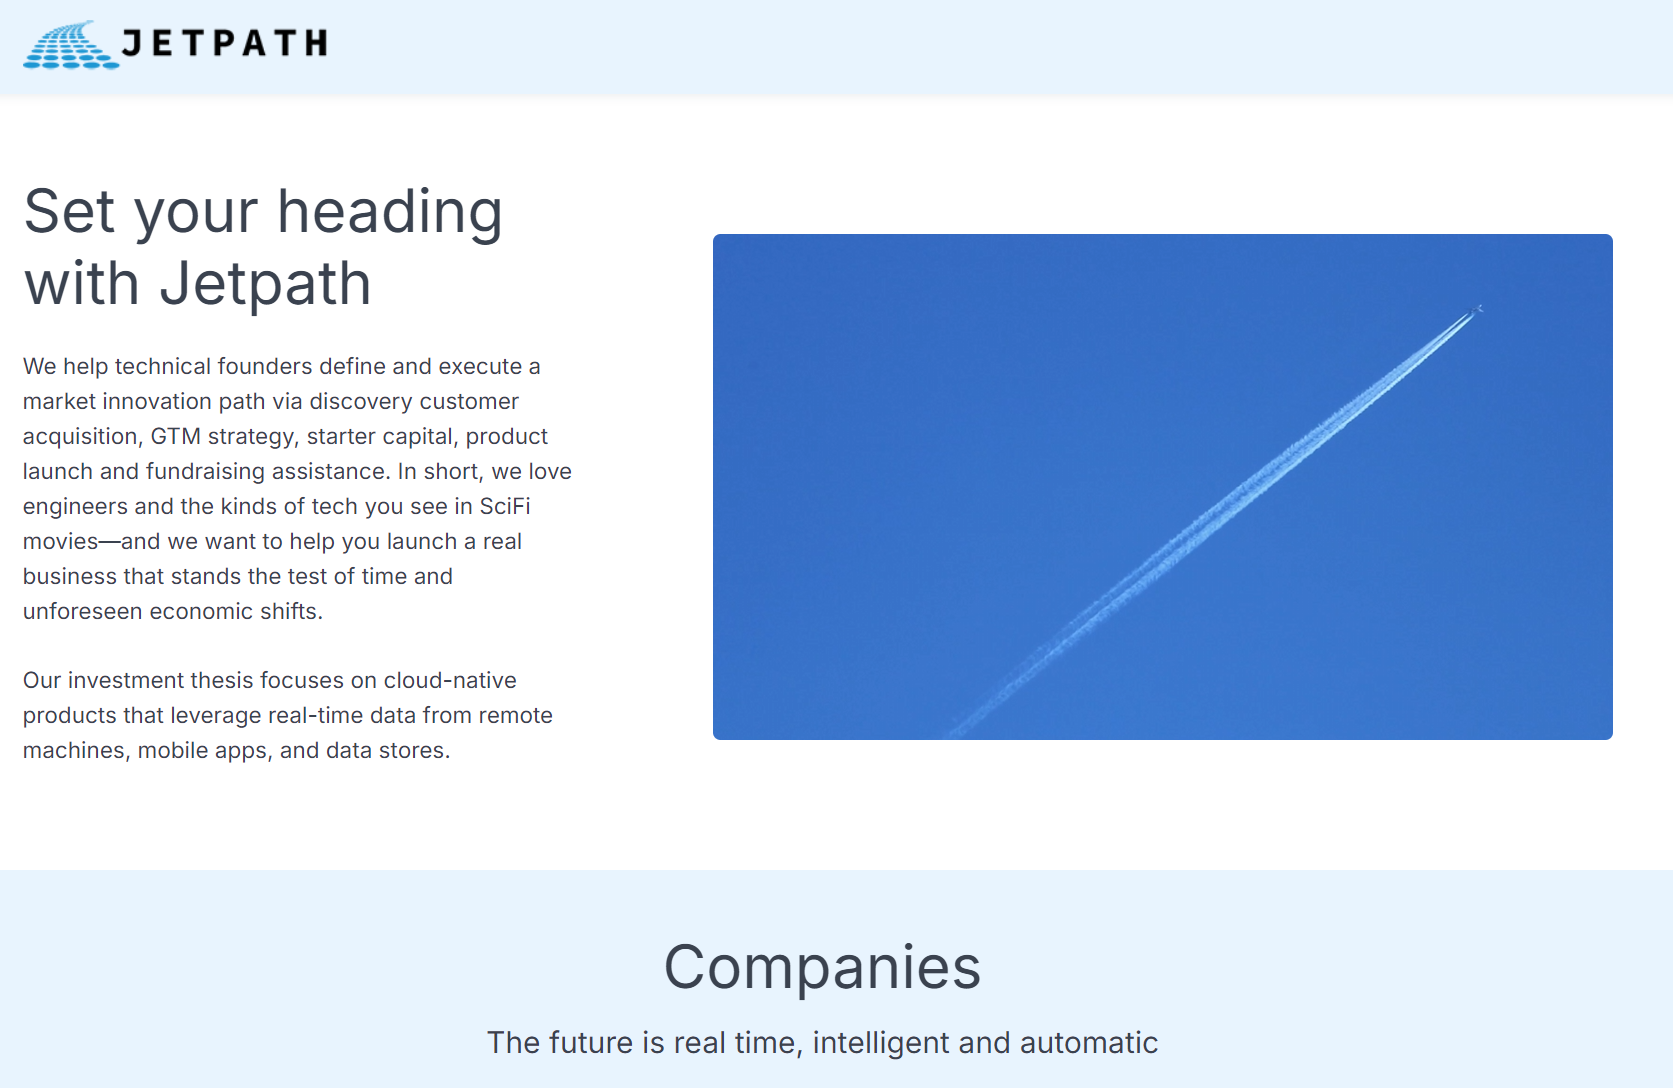 JETPATH
Set your heading
with Jetpath
We help technical founders define and execute a
market innovation path via discovery customer
acquisition, GTM strategy, starter capital, product
launch and fundraising assistance. In short, we love
engineers and the kinds of tech you see in SciFi
movies—and we want to help you launch a real
business that stands the test of time and
unforeseen economic shifts.
Our investment thesis focuses on cloud-native
products that leverage real-time data from remote
machines, mobile apps, and data stores.
Companies
The future is real time, intelligent and automatic